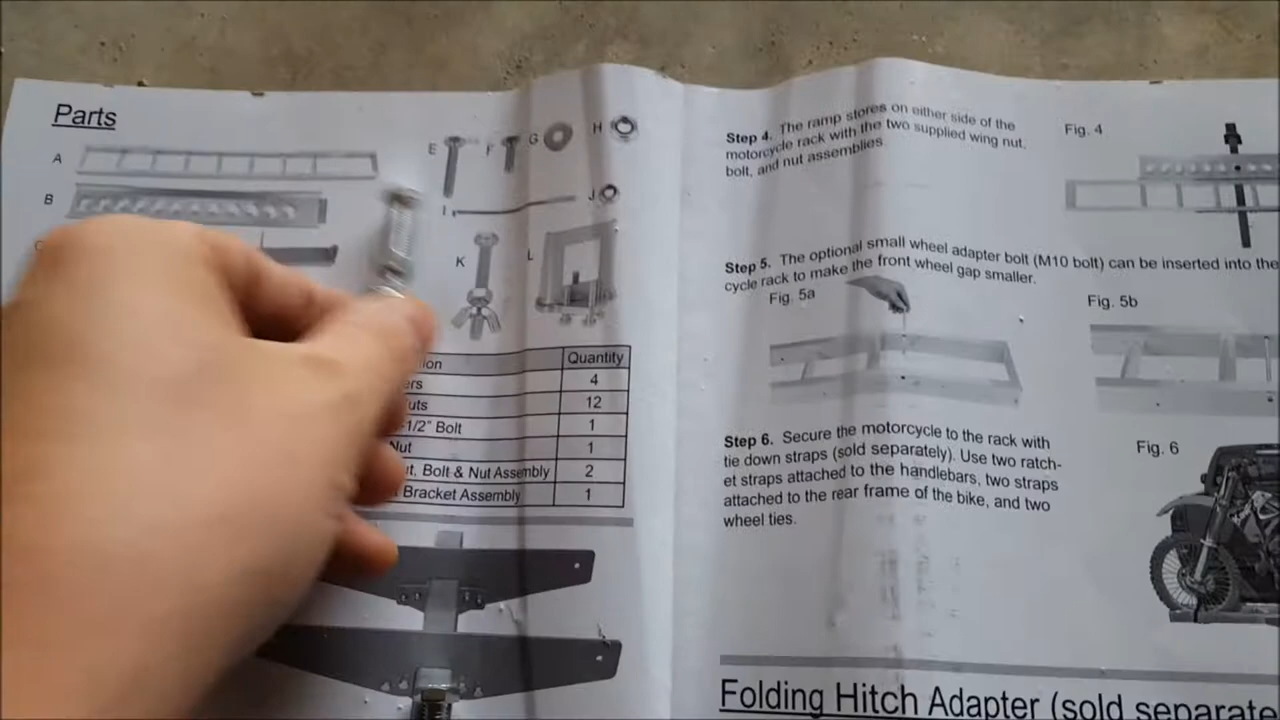 Parts
A
B
E
F
G
H
I
J
K
L
ion Quantity
ers 4
uts 12
-1/2" Bolt 1
Nut 1
t, Bolt & Nut Assembly 2
Bracket Assembly 1
Step 4. The ramp stores on either side of the
motorcycle rack with the two supplied wing nut,
bolt, and nut assemblies.
Fig. 4
Step 5. The optional small wheel adapter bolt (M10 bolt) can be inserted into the
cycle rack to make the front wheel gap smaller.
Fig. 5a
Fig. 5b
Step 6. Secure the motorcycle to the rack with
tie down straps (sold separately). Use two ratch-
et straps attached to the handlebars, two straps
attached to the rear frame of the bike, and two
wheel ties.
Fig. 6
Folding Hitch Adapter (sold separate